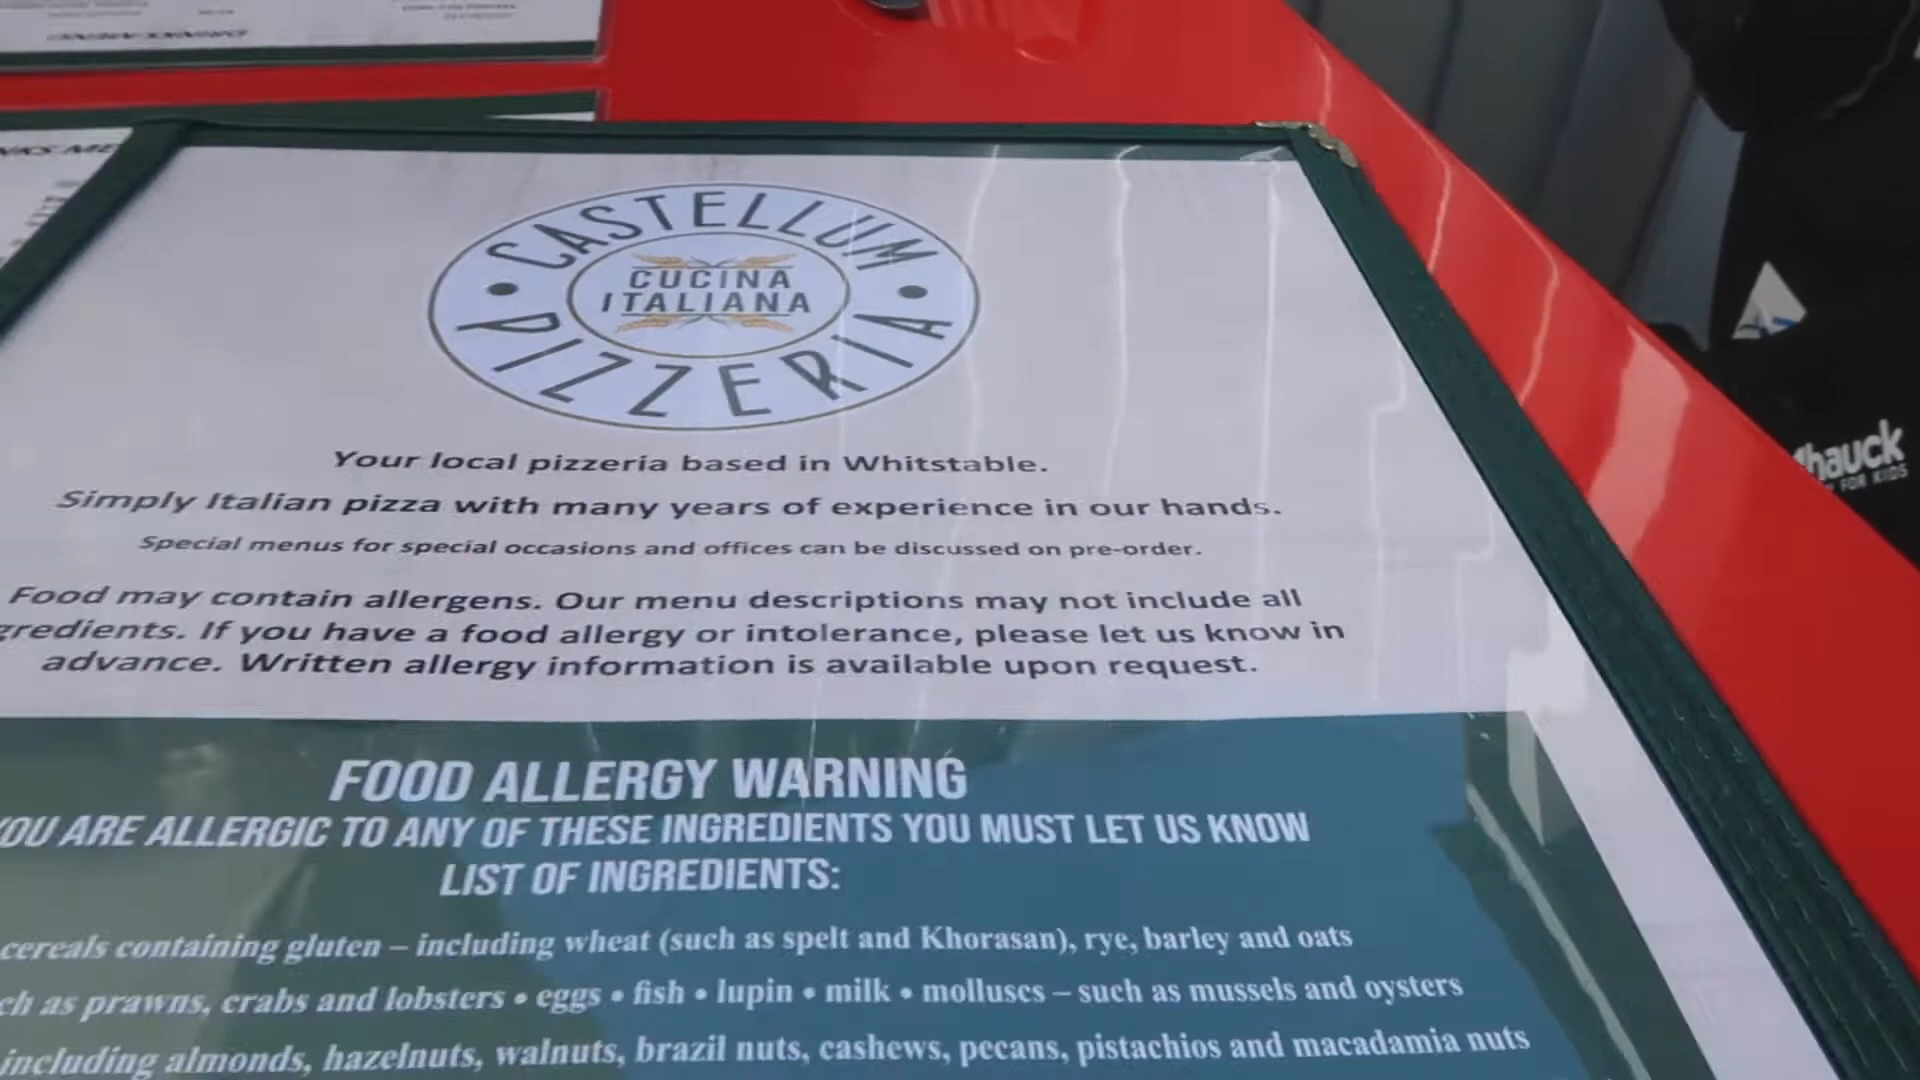 CASTELLUM
CUCINA
ITALIANA
PIZZERIA
Your local pizzeria based in Whitstable.
Simply Italian pizza with many years of experience in our hands.
Special menus for special occasions and offices can be discussed on pre-order.
Food may contain allergens. Our menu descriptions may not include all
gredients. If you have a food allergy or intolerance, please let us know in
advance. Written allergy information is available upon request.
FOOD ALLERGY WARNING
YOU ARE ALLERGIC TO ANY OF THESE INGREDIENTS YOU MUST LET US KNOW
LIST OF INGREDIENTS:
cereals containing gluten – including wheat (such as spelt and Khorasan), rye, barley and oats
ch as prawns, crabs and lobsters • eggs • fish • lupin • milk • molluscs – such as mussels and oysters
including almonds, hazelnuts, walnuts, brazil nuts, cashews, pecans, pistachios and macadamia nuts
hauck
FOR KIDS